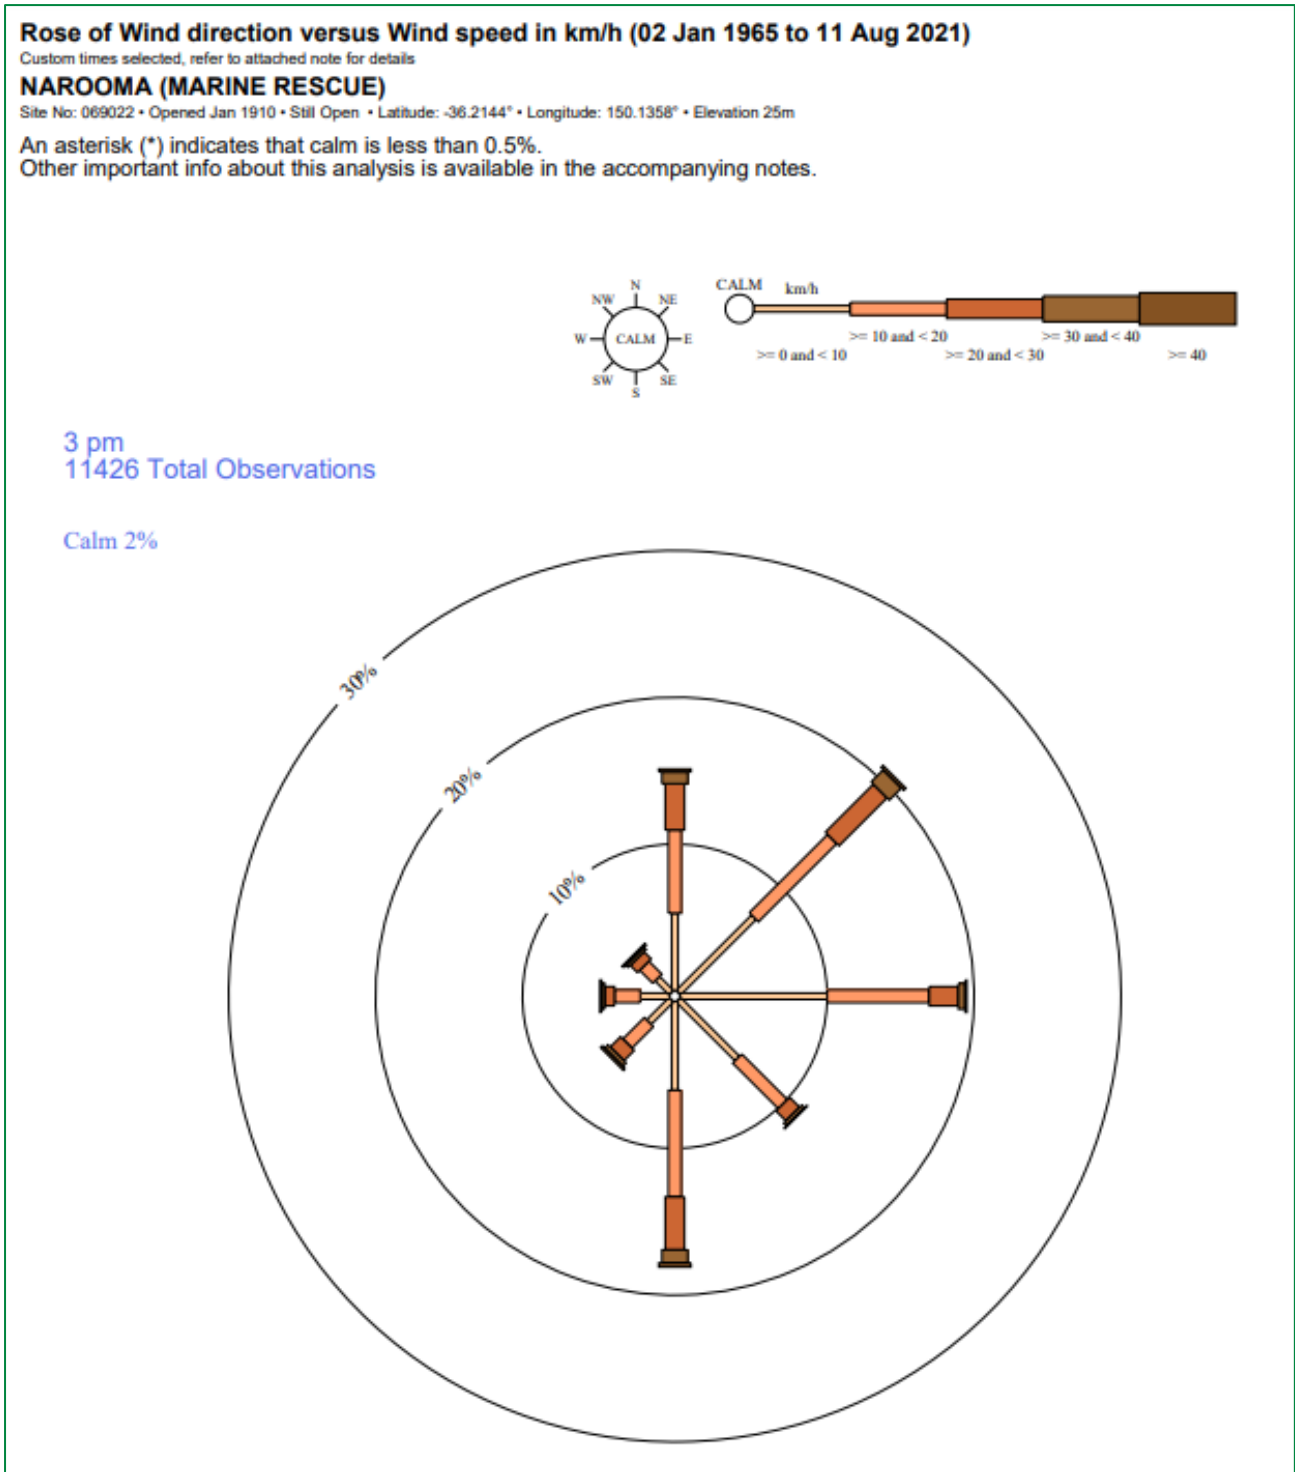 Rose of Wind direction versus Wind speed in km/h (02 Jan 1965 to 11 Aug 2021)
Custom times selected, refer to attached note for details
NAROOMA (MARINE RESCUE)
Site No: 069022 • Opened Jan 1910 • Still Open • Latitude: -36.2144° • Longitude: 150.1358° • Elevation 25m
An asterisk (*) indicates that calm is less than 0.5%.
Other important info about this analysis is available in the accompanying notes.
N
NW
NE
W
CALM
E
SW
SE
S
CALM
km/h
>= 10 and < 20
>= 30 and < 40
>= 0 and < 10
>= 20 and < 30
>= 40
3 pm
11426 Total Observations
Calm 2%
30%
20%
10%